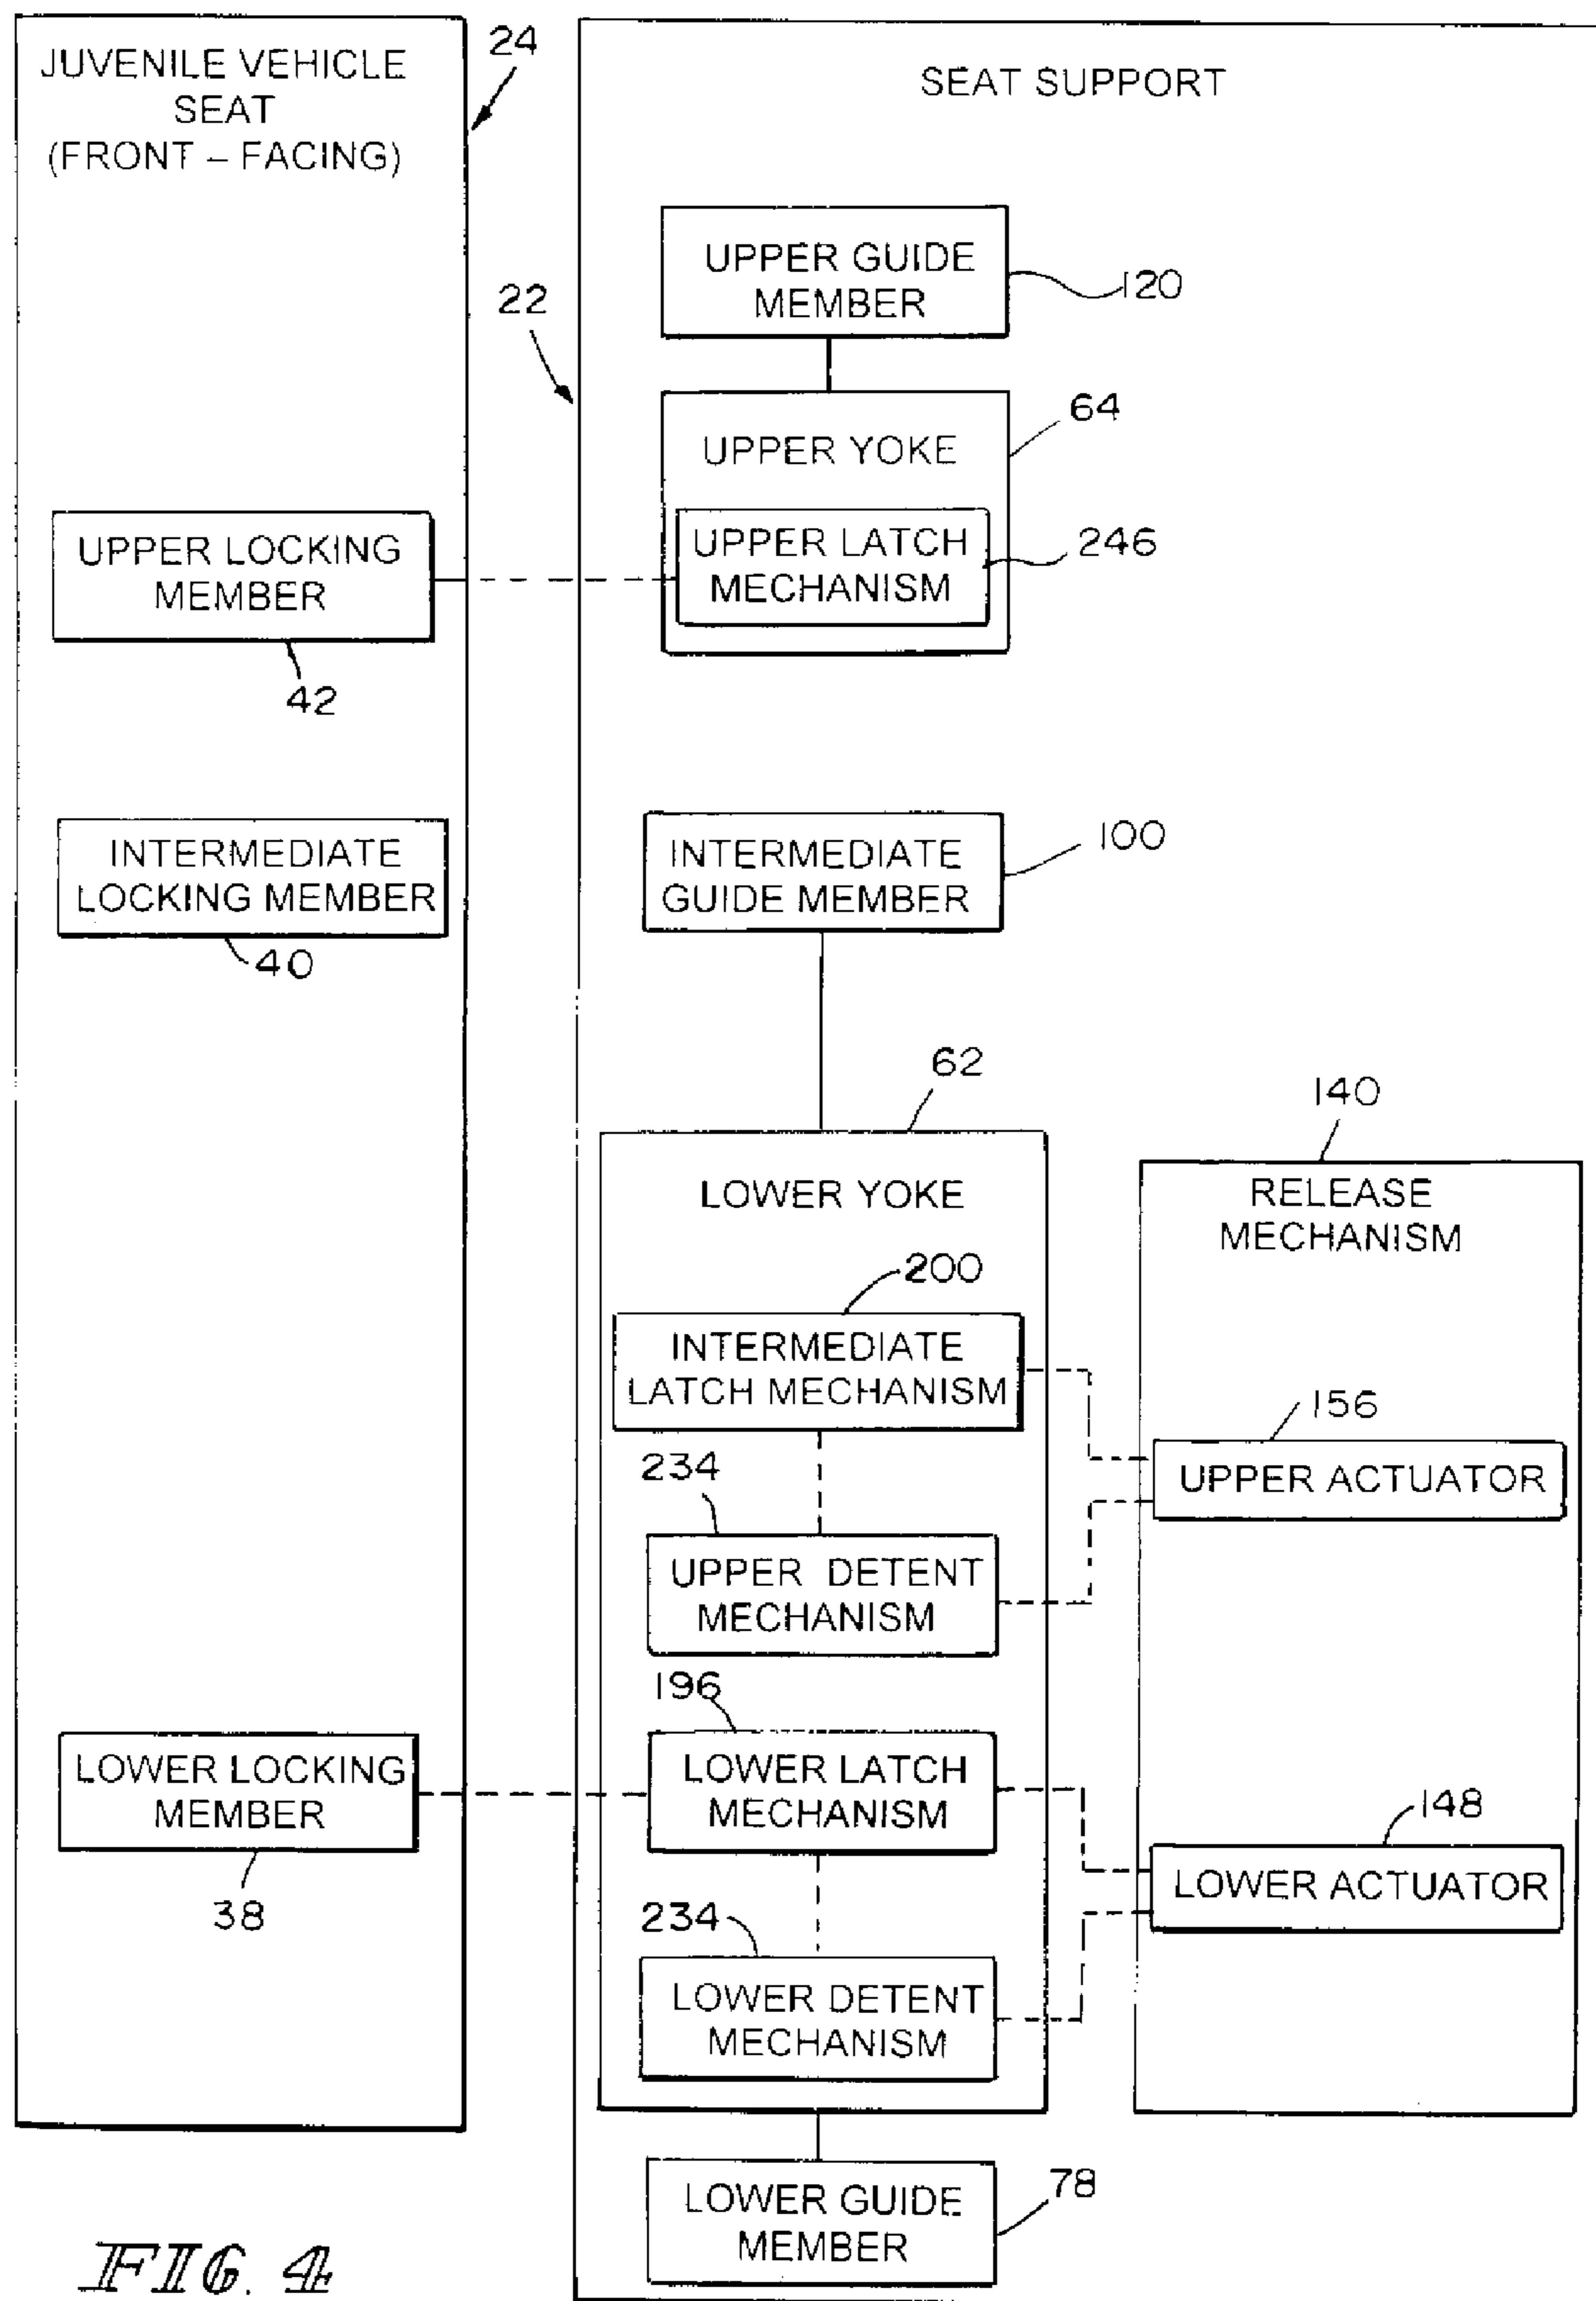 JUVENILE VEHICLE
SEAT
(FRONT – FACING)
24
SEAT SUPPORT
22
UPPER GUIDE
MEMBER
120
UPPER YOKE
64
UPPER LATCH
MECHANISM
246
UPPER LOCKING
MEMBER
42
INTERMEDIATE
LOCKING MEMBER
40
INTERMEDIATE
GUIDE MEMBER
100
62
LOWER YOKE
140
RELEASE
MECHANISM
200
INTERMEDIATE
LATCH MECHANISM
156
UPPER ACTUATOR
234
UPPER DETENT
MECHANISM
196
LOWER LATCH
MECHANISM
LOWER LOCKING
MEMBER
38
148
LOWER ACTUATOR
234
LOWER DETENT
MECHANISM
LOWER GUIDE
MEMBER
78
FIG. 4